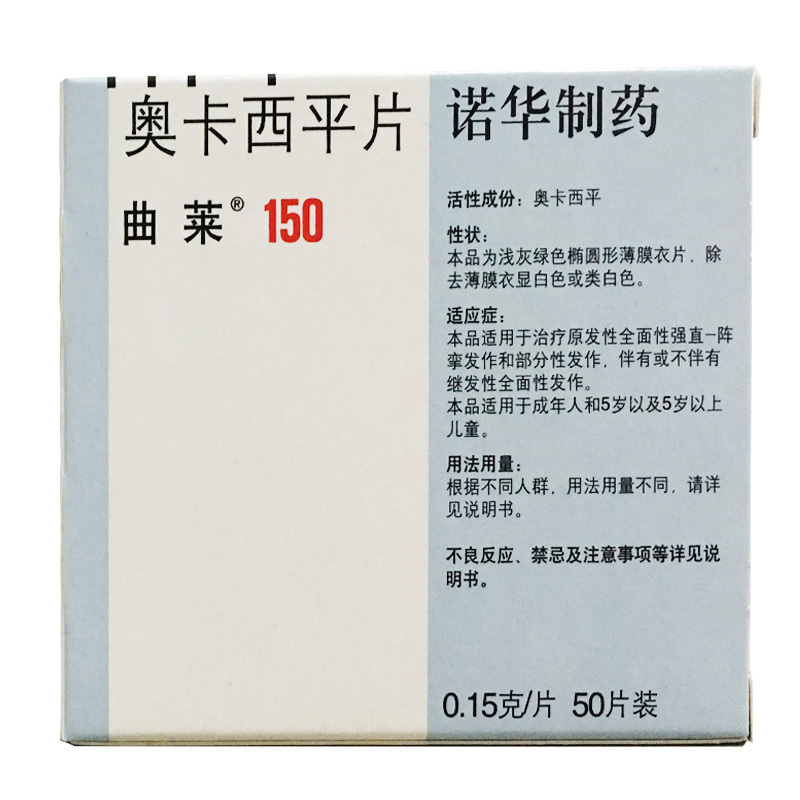 奥卡西平片
曲莱® 150
诺华制药
活性成份：奥卡西平
性状：
本品为浅灰绿色椭圆形薄膜衣片，除
去薄膜衣显白色或类白色。
适应症：
本品适用于治疗原发性全面性强直-阵
挛发作和部分性发作，伴有或不伴有
继发性全面性发作。
本品适用于成年人和5岁以及5岁以上
儿童。
用法用量：
根据不同人群，用法用量不同，请详
见说明书。
不良反应、禁忌及注意事项等详见说
明书。
0.15克/片 50片装